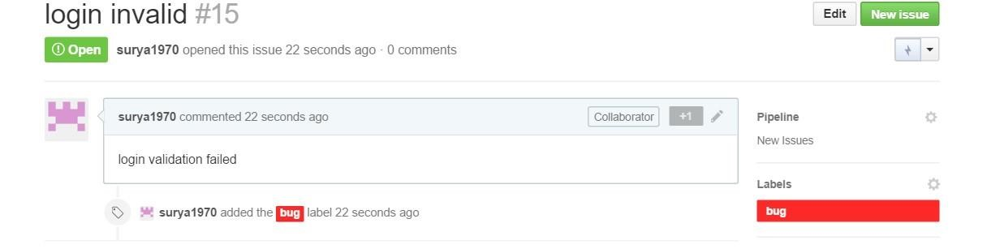 login invalid #15
Edit
New issue
Open
surya1970 opened this issue 22 seconds ago · 0 comments
surya1970 commented 22 seconds ago
Collaborator
+1
login validation failed
surya1970 added the bug label 22 seconds ago
Pipeline
New Issues
Labels
bug